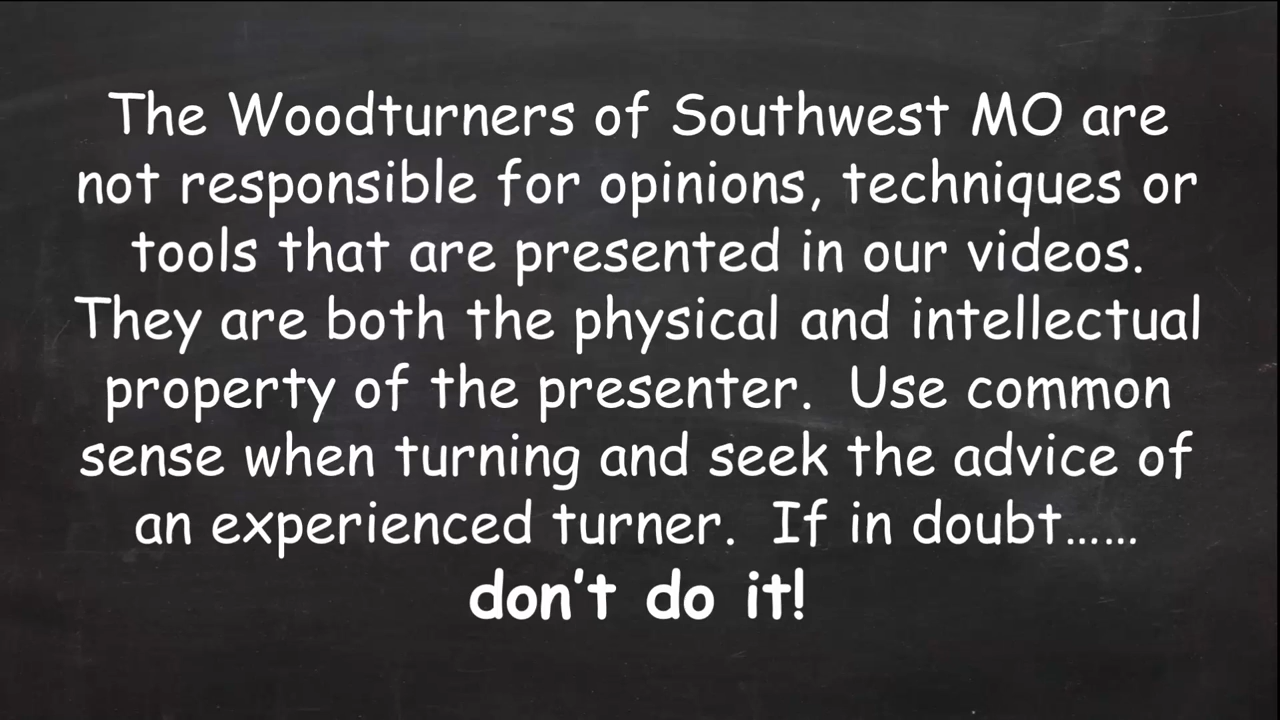 The Woodturners of Southwest MO are
not responsible for opinions, techniques or
tools that are presented in our videos.
They are both the physical and intellectual
property of the presenter.  Use common
sense when turning and seek the advice of
an experienced turner.  If in doubt……
don't do it!